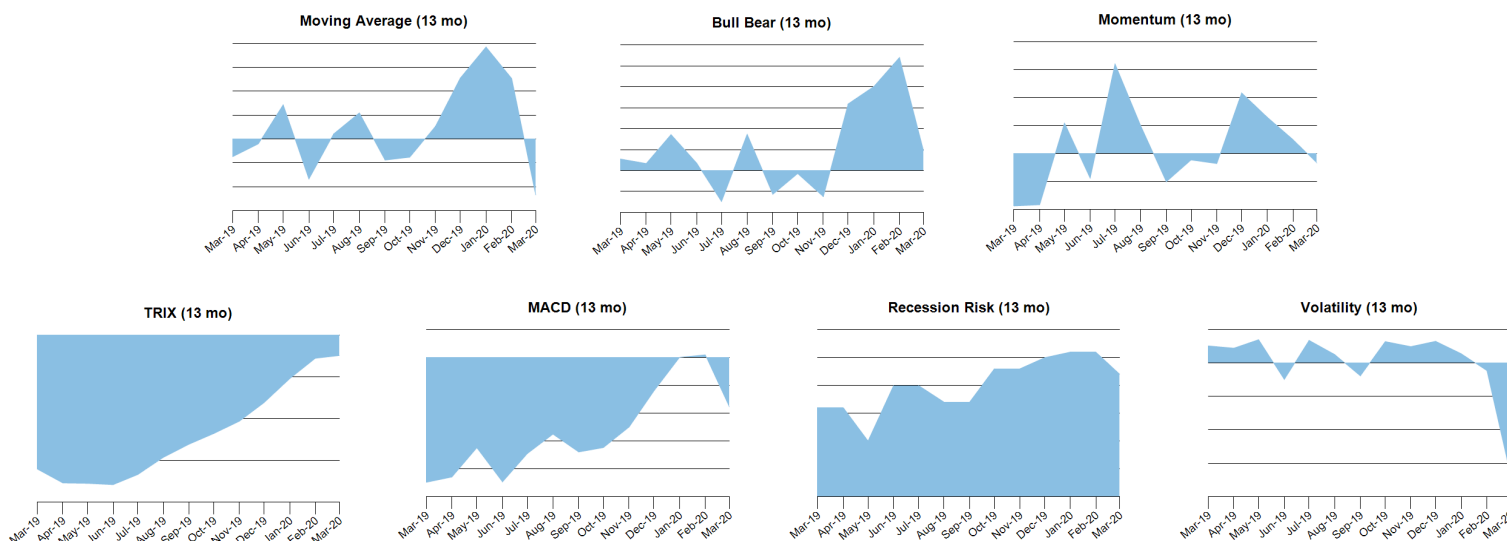 Moving Average (13 mo)
Bull Bear (13 mo)
Momentum (13 mo)
Mar-19 Apr-19 May-19 Jun-19 Jul-19 Aug-19 Sep-19 Oct-19 Nov-19 Dec-19 Jan-20 Feb-20 Mar-20
Mar-19 Apr-19 May-19 Jun-19 Jul-19 Aug-19 Sep-19 Oct-19 Nov-19 Dec-19 Jan-20 Feb-20 Mar-20
Mar-19 Apr-19 May-19 Jun-19 Jul-19 Aug-19 Sep-19 Oct-19 Nov-19 Dec-19 Jan-20 Feb-20 Mar-20
TRIX (13 mo)
MACD (13 mo)
Recession Risk (13 mo)
Volatility (13 mo)
Mar-19 Apr-19 May-19 Jun-19 Jul-19 Aug-19 Sep-19 Oct-19 Nov-19 Dec-19 Jan-20 Feb-20 Mar-20
Mar-19 Apr-19 May-19 Jun-19 Jul-19 Aug-19 Sep-19 Oct-19 Nov-19 Dec-19 Jan-20 Feb-20 Mar-20
Mar-19 Apr-19 May-19 Jun-19 Jul-19 Aug-19 Sep-19 Oct-19 Nov-19 Dec-19 Jan-20 Feb-20 Mar-20
Mar-19 Apr-19 May-19 Jun-19 Jul-19 Aug-19 Sep-19 Oct-19 Nov-19 Dec-19 Jan-20 Feb-20 Mar-20